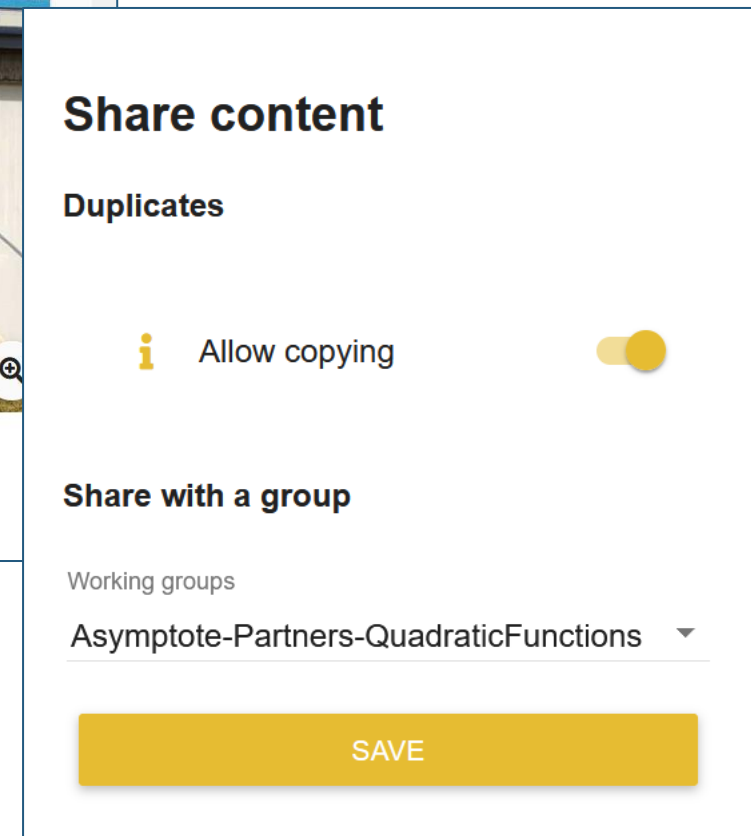 Share content
Duplicates
Allow copying
Share with a group
Working groups
Asymptote-Partners-QuadraticFunctions
SAVE